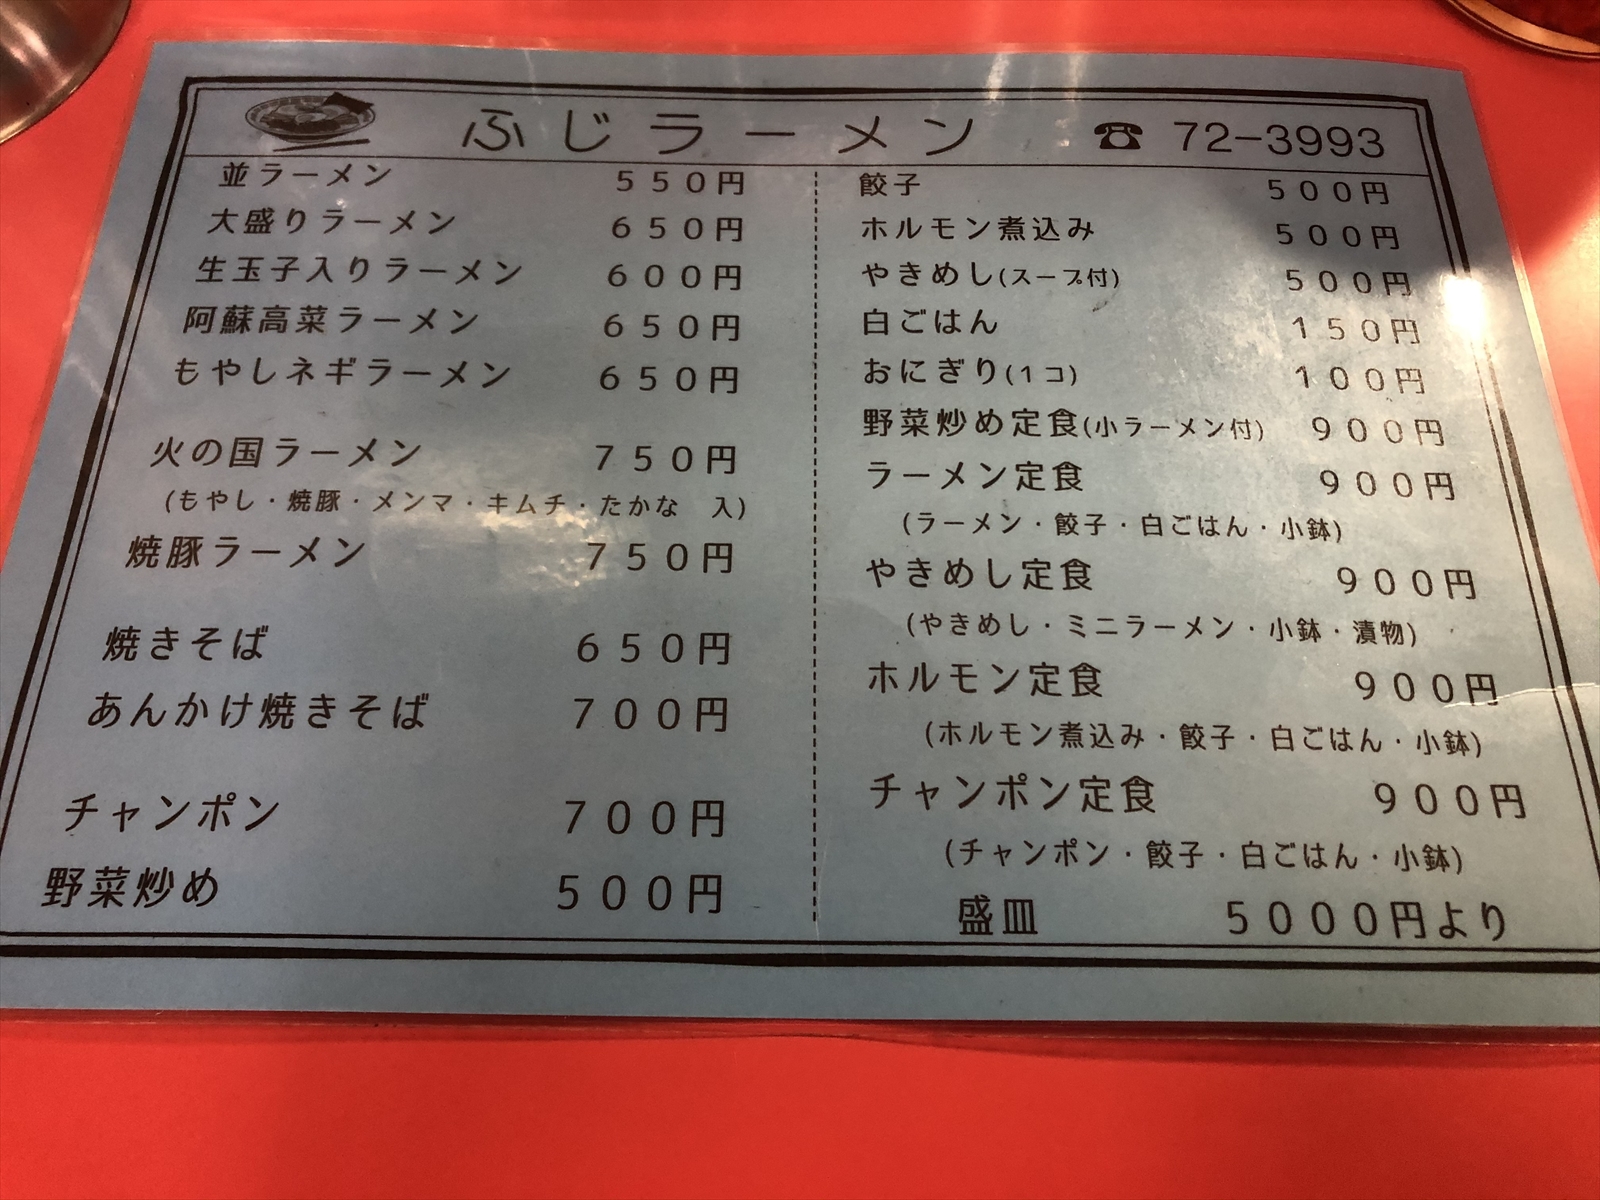 ふじラーメン ☎ 72-3993
並ラーメン 550円
大盛りラーメン 650円
生玉子入りラーメン 600円
阿蘇高菜ラーメン 650円
もやしネギラーメン 650円
火の国ラーメン 750円
(もやし・焼豚・メンマ・キムチ・たかな 入)
焼豚ラーメン 750円
焼きそば 650円
あんかけ焼きそば 700円
チャンポン 700円
野菜炒め 500円
餃子 500円
ホルモン煮込み 500円
やきめし(スープ付) 500円
白ごはん 150円
おにぎり(1コ) 100円
野菜炒め定食(小ラーメン付) 900円
ラーメン定食 900円
(ラーメン・餃子・白ごはん・小鉢)
やきめし定食 900円
(やきめし・ミニラーメン・小鉢・漬物)
ホルモン定食 900円
(ホルモン煮込み・餃子・白ごはん・小鉢)
チャンポン定食 900円
(チャンポン・餃子・白ごはん・小鉢)
盛皿 5000円より